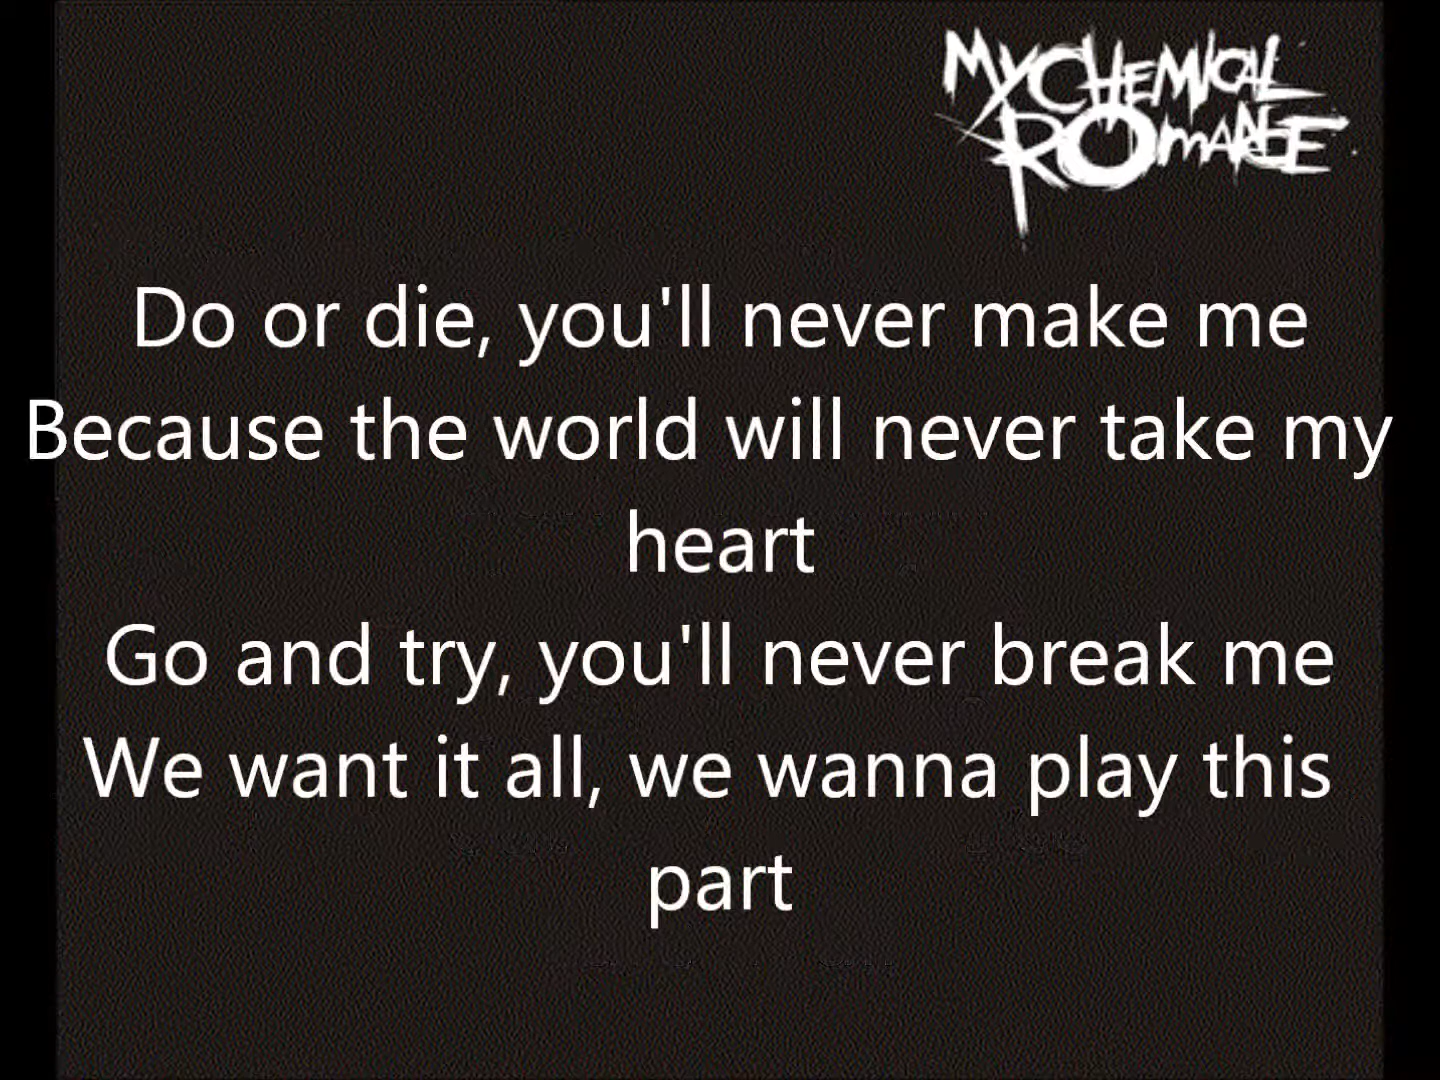 MY CHEMICAL
ROMANCE
Do or die, you'll never make me
Because the world will never take my
heart
Go and try, you'll never break me
We want it all, we wanna play this
part